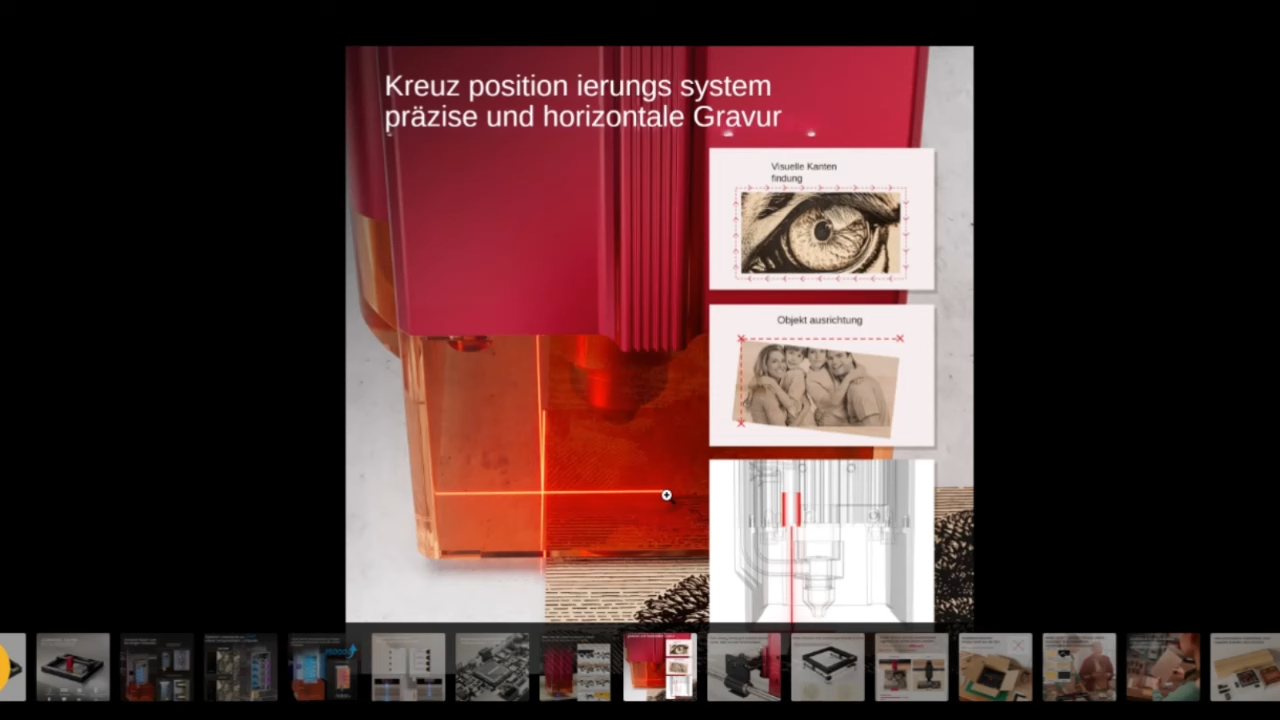 Kreuz position ierungs system
präzise und horizontale Gravur
Visuelle Kanten
findung
Objekt ausrichtung